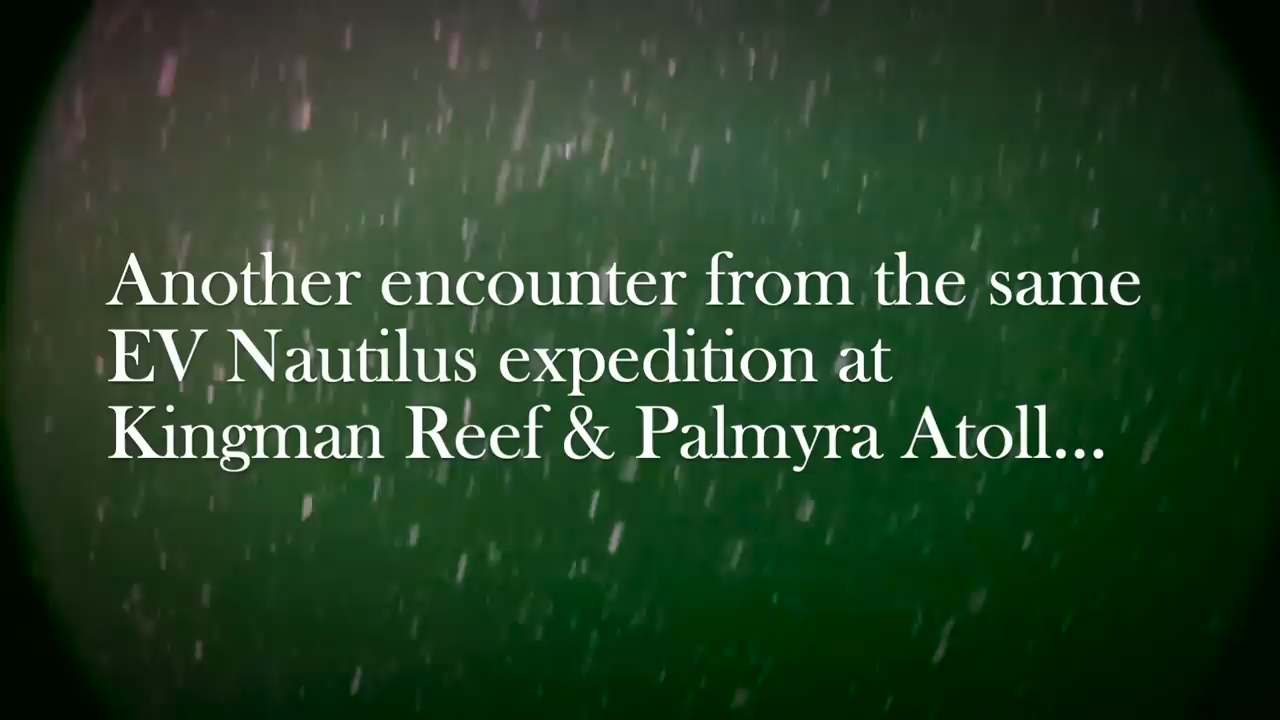 Another encounter from the same
EV Nautilus expedition at
Kingman Reef & Palmyra Atoll...